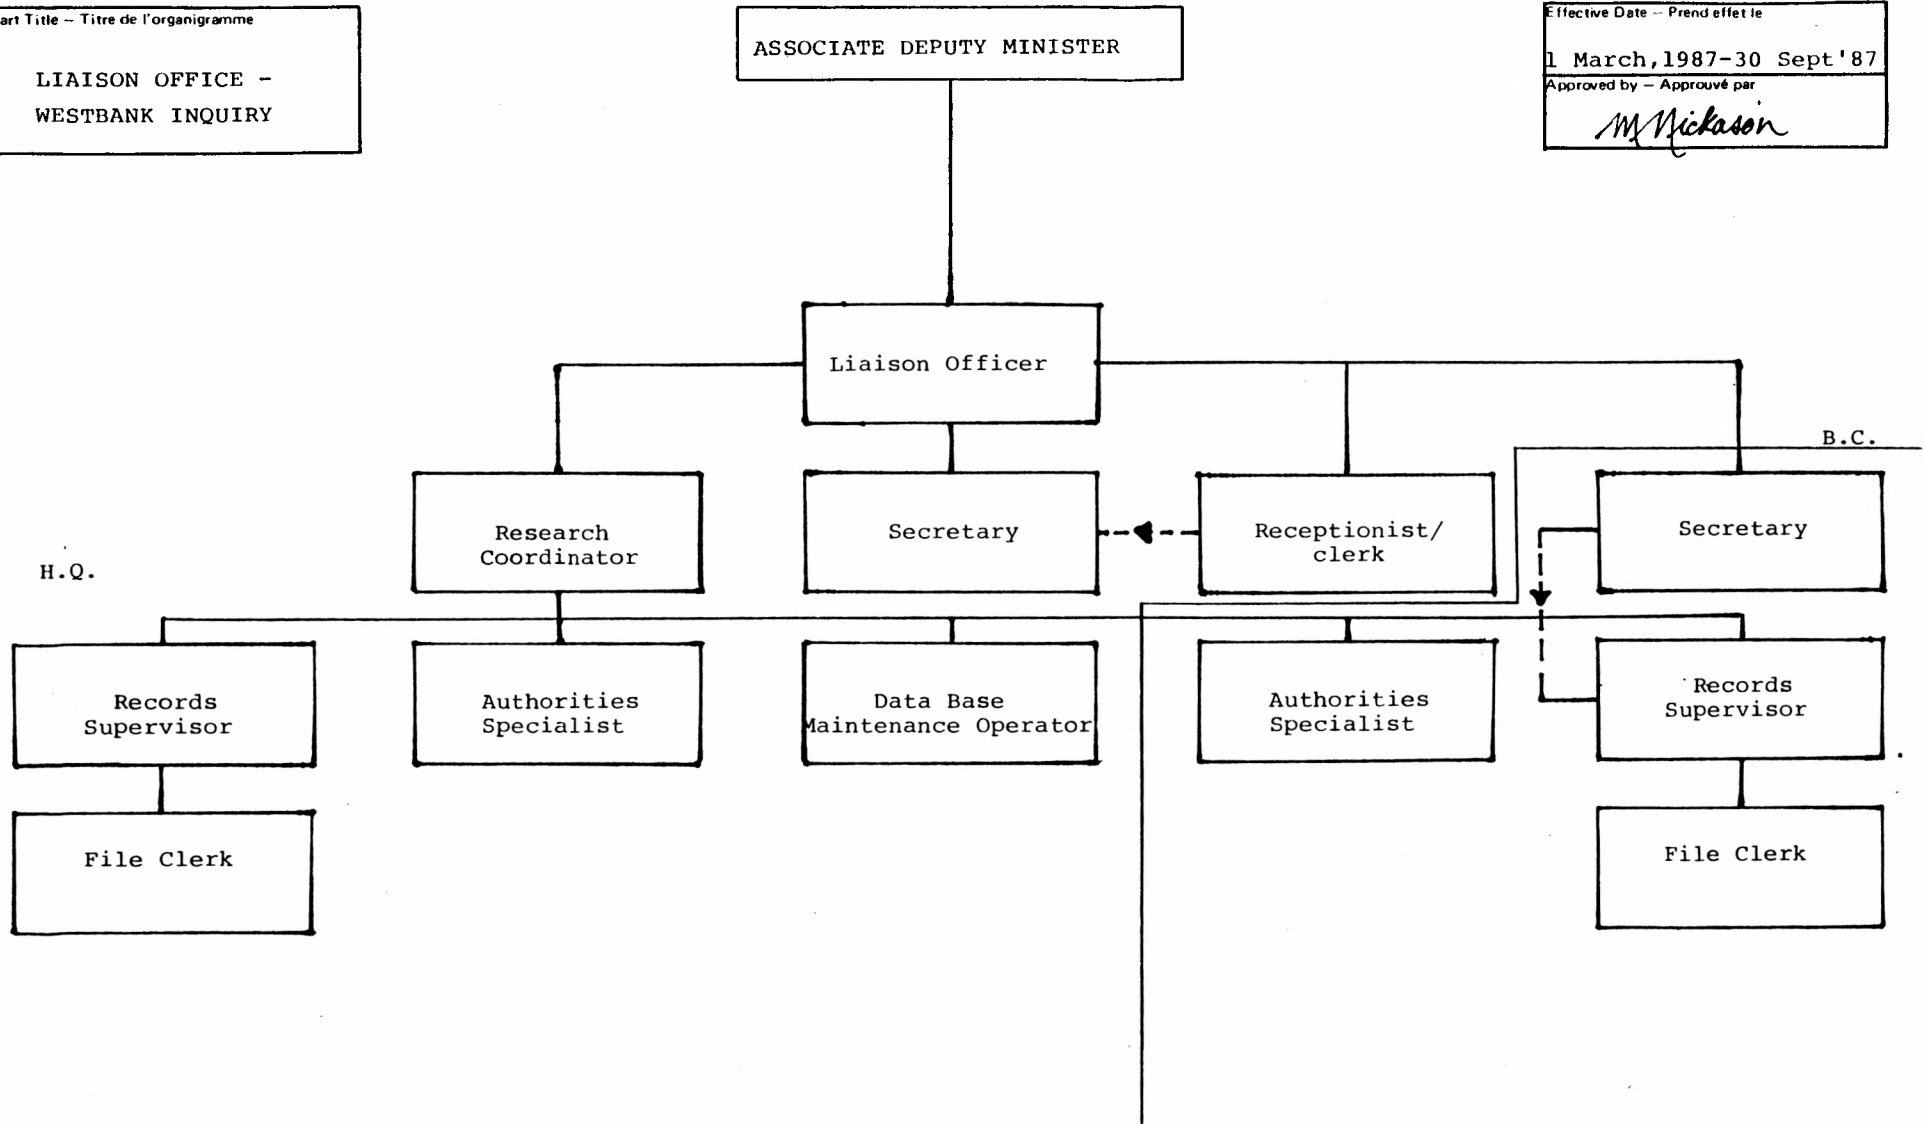 art Title – Titre de l'organigramme
LIAISON OFFICE -
WESTBANK INQUIRY
ASSOCIATE DEPUTY MINISTER
Effective Date – Prend effet le
1 March,1987-30 Sept'87
Approved by – Approuvé par
M Nickason
Liaison Officer
B.C.
Research
Coordinator
Secretary
Receptionist/
clerk
Secretary
H.Q.
Records
Supervisor
Authorities
Specialist
Data Base
Maintenance Operator
Authorities
Specialist
Records
Supervisor
File Clerk
File Clerk